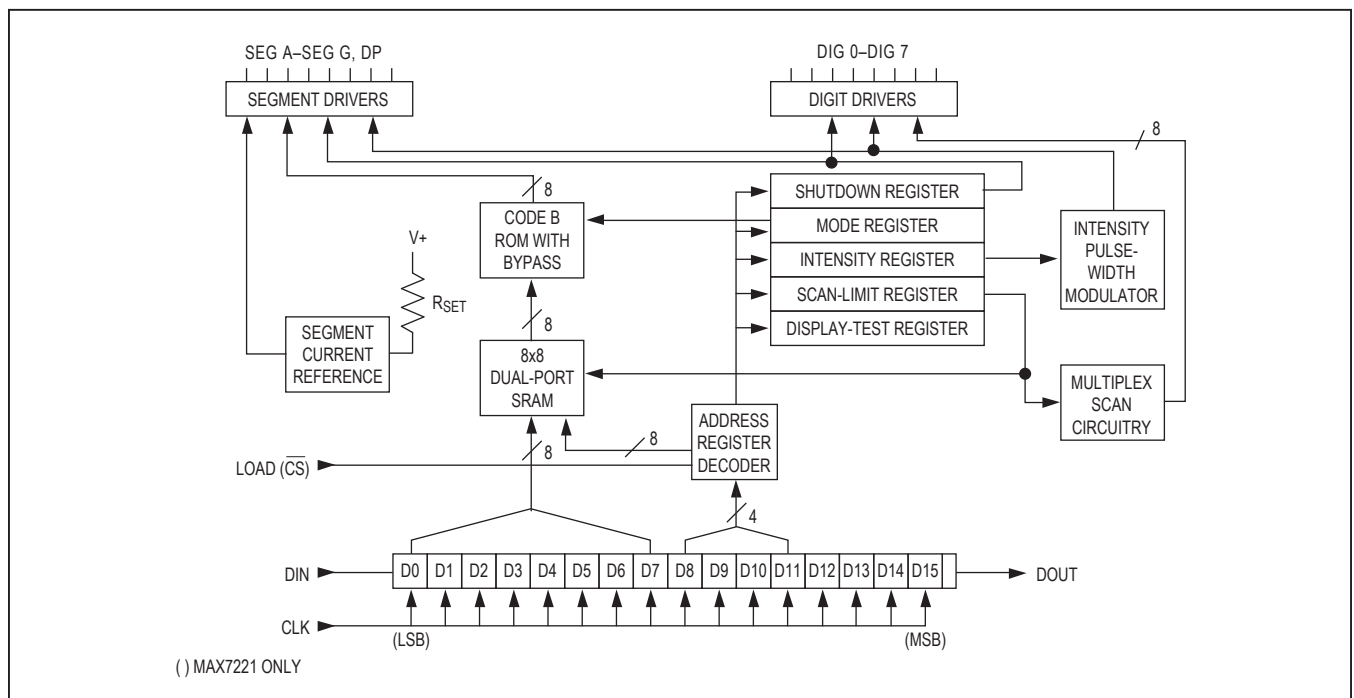 SEG A–SEG G, DP
DIG 0–DIG 7
SEGMENT DRIVERS
DIGIT DRIVERS
8
8
CODE B
ROM WITH
BYPASS
SHUTDOWN REGISTER
MODE REGISTER
INTENSITY REGISTER
SCAN-LIMIT REGISTER
DISPLAY-TEST REGISTER
INTENSITY
PULSE-
WIDTH
MODULATOR
V+
RSET
SEGMENT
CURRENT
REFERENCE
8
8x8
DUAL-PORT
SRAM
MULTIPLEX
SCAN
CIRCUITRY
ADDRESS
REGISTER
DECODER
8
8
LOAD (C̅S̅)
4
DIN
D0 D1 D2 D3 D4 D5 D6 D7 D8 D9 D10 D11 D12 D13 D14 D15
DOUT
CLK
(LSB)
(MSB)
( ) MAX7221 ONLY